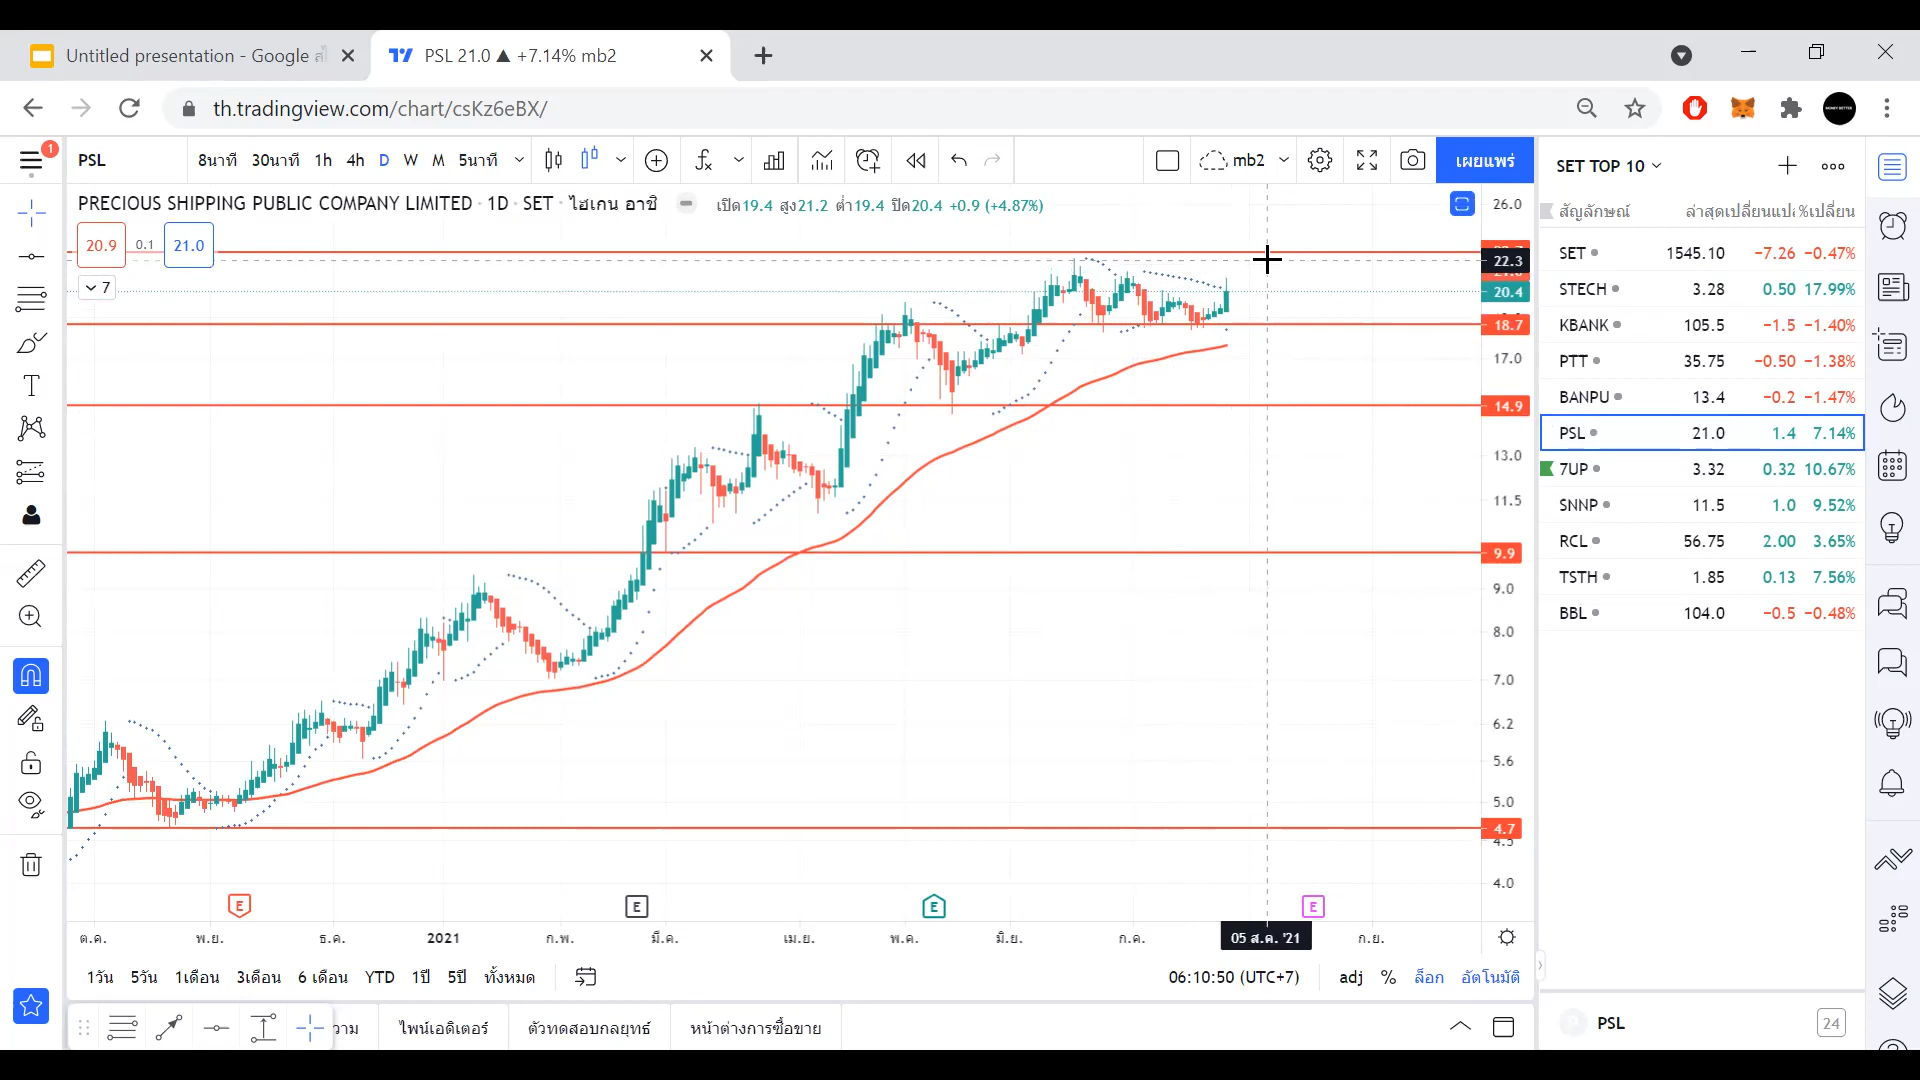 Untitled presentation - Google ส
PSL 21.0 ▲ +7.14% mb2
th.tradingview.com/chart/csKz6eBX/
1
PSL
8นาที 30นาที 1h 4h D W M 5นาที
mb2
เผยแพร่
PRECIOUS SHIPPING PUBLIC COMPANY LIMITED · 1D · SET · ไฮเกน อาชิ
เปิด19.4 สูง21.2 ต่ำ19.4 ปิด20.4 +0.9 (+4.87%)
20.9 0.1 21.0
7
26.0
22.3
20.4
18.7
17.0
14.9
13.0
11.5
9.9
9.0
8.0
7.0
6.2
5.6
5.0
4.7
4.5
4.0
E E E E
ต.ค. พ.ย. ธ.ค. 2021 ก.พ. มี.ค. เม.ย. พ.ค. มิ.ย. ก.ค. 05 ส.ค. '21 ก.ย.
1วัน 5วัน 1เดือน 3เดือน 6 เดือน YTD 1ปี 5ปี ทั้งหมด
06:10:50 (UTC+7) adj % ล็อก อัตโนมัติ
วาม ไพน์เอดิเตอร์ ตัวทดสอบกลยุทธ์ หน้าต่างการซื้อขาย
SET TOP 10
สัญลักษณ์ ล่าสุด เปลี่ยนแปล %เปลี่ยน
SET 1545.10 −7.26 −0.47%
STECH 3.28 0.50 17.99%
KBANK 105.5 −1.5 −1.40%
PTT 35.75 −0.50 −1.38%
BANPU 13.4 −0.2 −1.47%
PSL 21.0 1.4 7.14%
7UP 3.32 0.32 10.67%
SNNP 11.5 1.0 9.52%
RCL 56.75 2.00 3.65%
TSTH 1.85 0.13 7.56%
BBL 104.0 −0.5 −0.48%
PSL
24